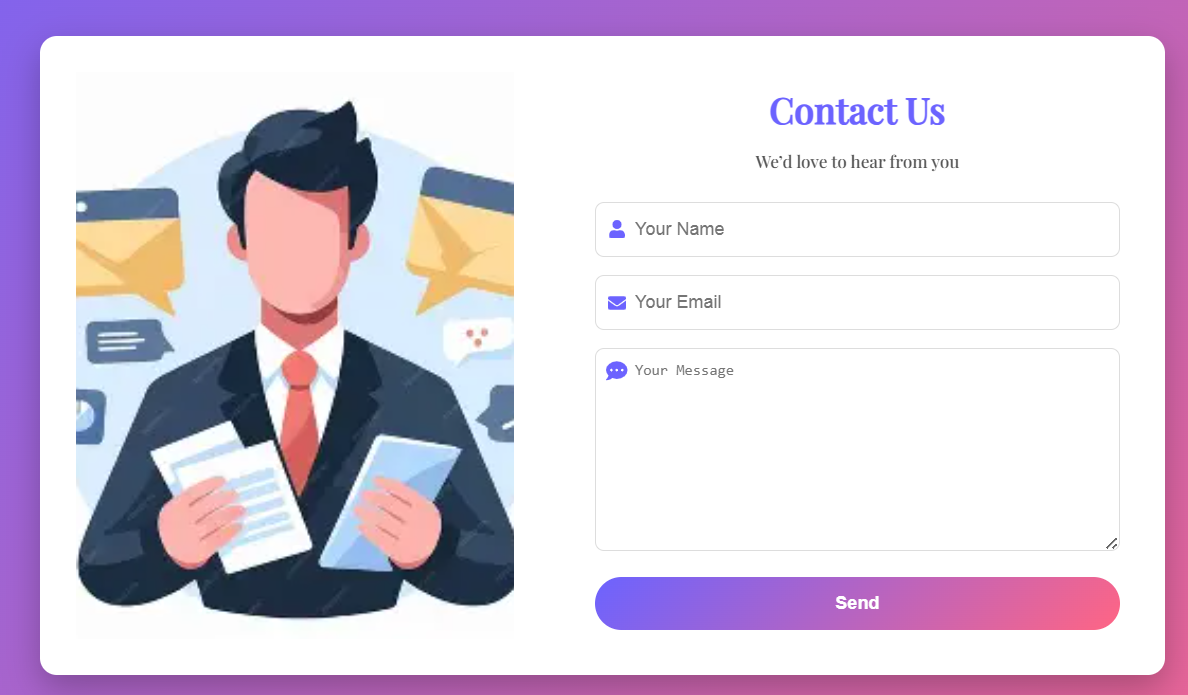 Contact Us
We’d love to hear from you
Your Name
Your Email
Your Message
Send